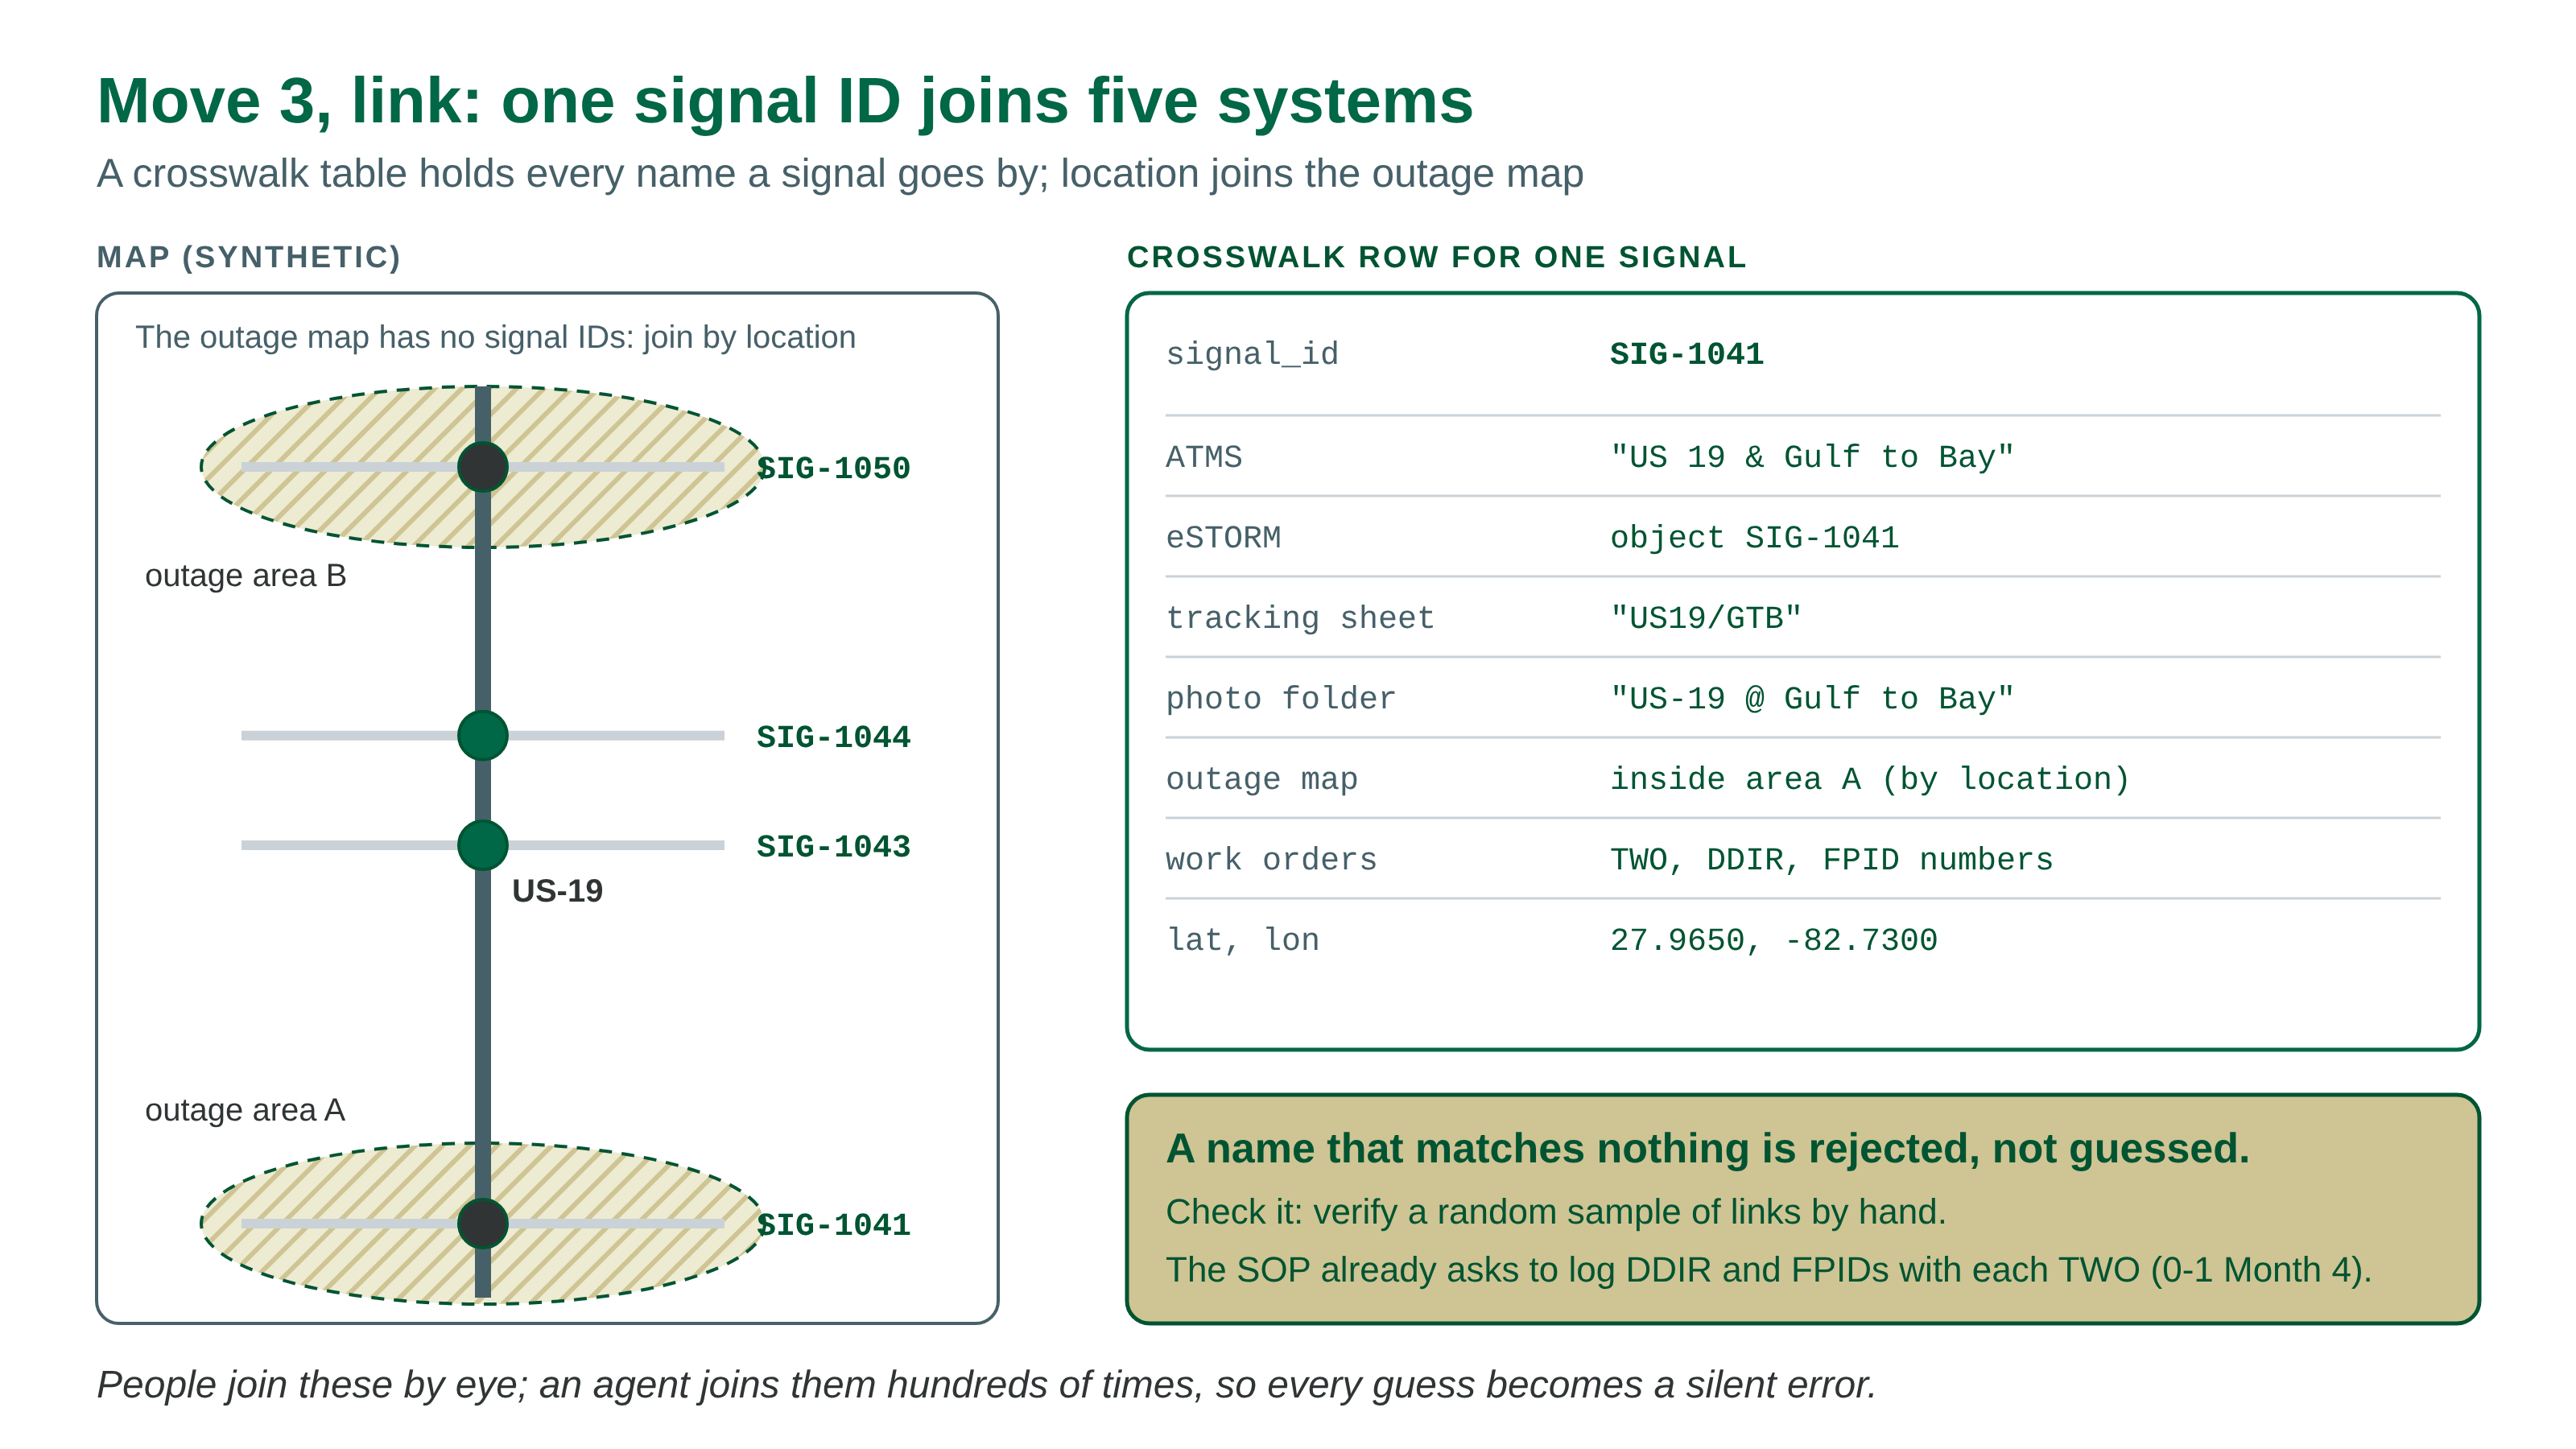 Move 3, link: one signal ID joins five systems
A crosswalk table holds every name a signal goes by; location joins the outage map
MAP (SYNTHETIC)
The outage map has no signal IDs: join by location
SIG-1050
outage area B
SIG-1044
SIG-1043
US-19
outage area A
SIG-1041
CROSSWALK ROW FOR ONE SIGNAL
signal_id SIG-1041
ATMS "US 19 & Gulf to Bay"
eSTORM object SIG-1041
tracking sheet "US19/GTB"
photo folder "US-19 @ Gulf to Bay"
outage map inside area A (by location)
work orders TWO, DDIR, FPID numbers
lat, lon 27.9650, -82.7300
A name that matches nothing is rejected, not guessed.
Check it: verify a random sample of links by hand.
The SOP already asks to log DDIR and FPIDs with each TWO (0-1 Month 4).
People join these by eye; an agent joins them hundreds of times, so every guess becomes a silent error.